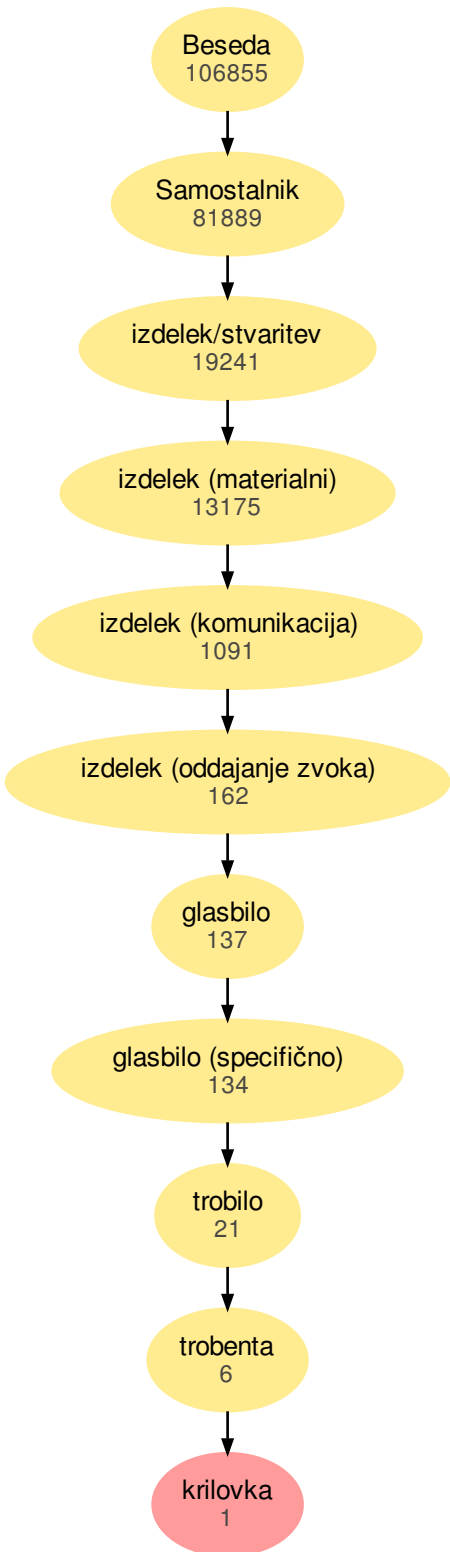 Beseda
106855
Samostalnik
81889
izdelek/stvaritev
19241
izdelek (materialni)
13175
izdelek (komunikacija)
1091
izdelek (oddajanje zvoka)
162
glasbilo
137
glasbilo (specifično)
134
trobilo
21
trobenta
6
krilovka
1